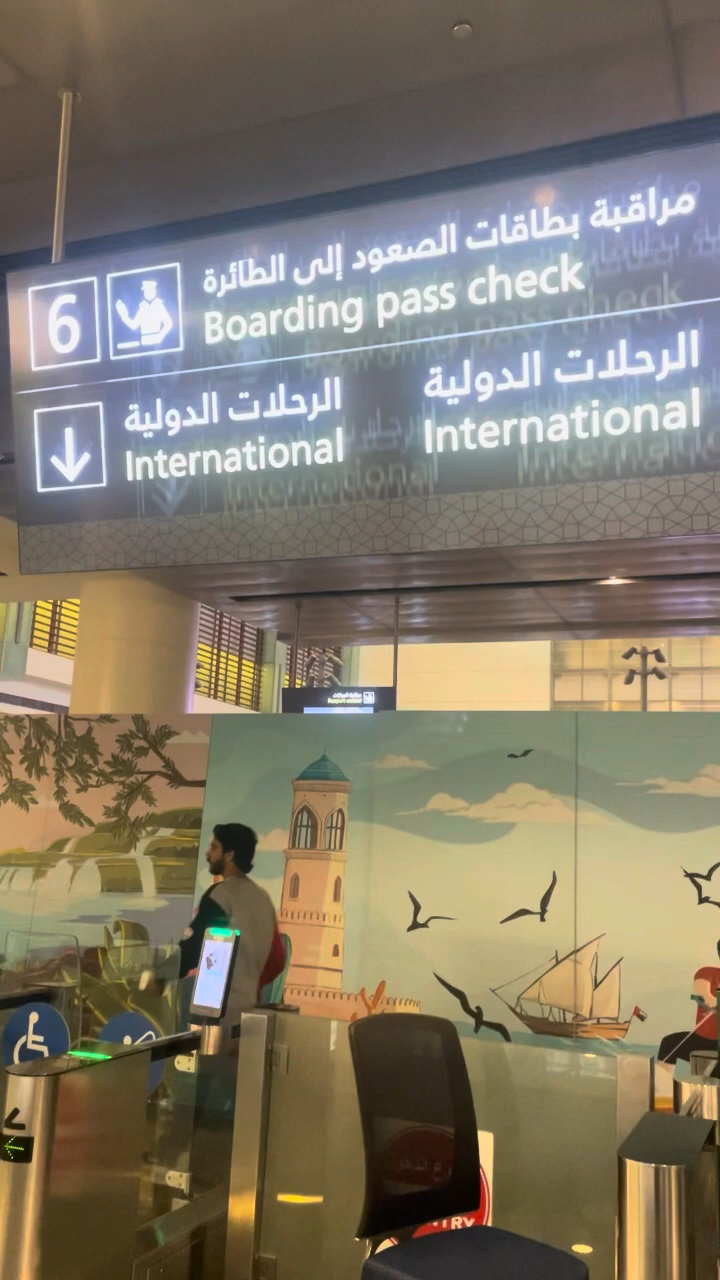 مراقبة بطاقات الصعود إلى الطائرة
6 Boarding pass check
الرحلات الدولية
International
الرحلات الدولية
International